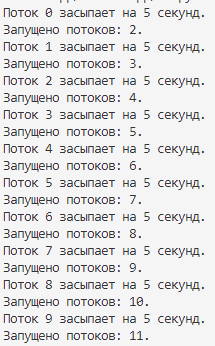 Поток 0 засыпает на 5 секунд.
Запущено потоков: 2.
Поток 1 засыпает на 5 секунд.
Запущено потоков: 3.
Поток 2 засыпает на 5 секунд.
Запущено потоков: 4.
Поток 3 засыпает на 5 секунд.
Запущено потоков: 5.
Поток 4 засыпает на 5 секунд.
Запущено потоков: 6.
Поток 5 засыпает на 5 секунд.
Запущено потоков: 7.
Поток 6 засыпает на 5 секунд.
Запущено потоков: 8.
Поток 7 засыпает на 5 секунд.
Запущено потоков: 9.
Поток 8 засыпает на 5 секунд.
Запущено потоков: 10.
Поток 9 засыпает на 5 секунд.
Запущено потоков: 11.